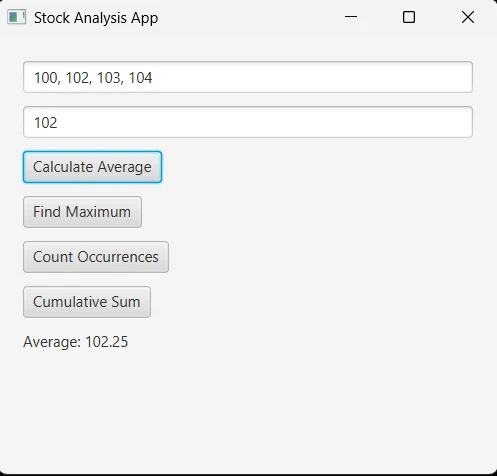 Stock Analysis App
100, 102, 103, 104
102
Calculate Average
Find Maximum
Count Occurrences
Cumulative Sum
Average: 102.25